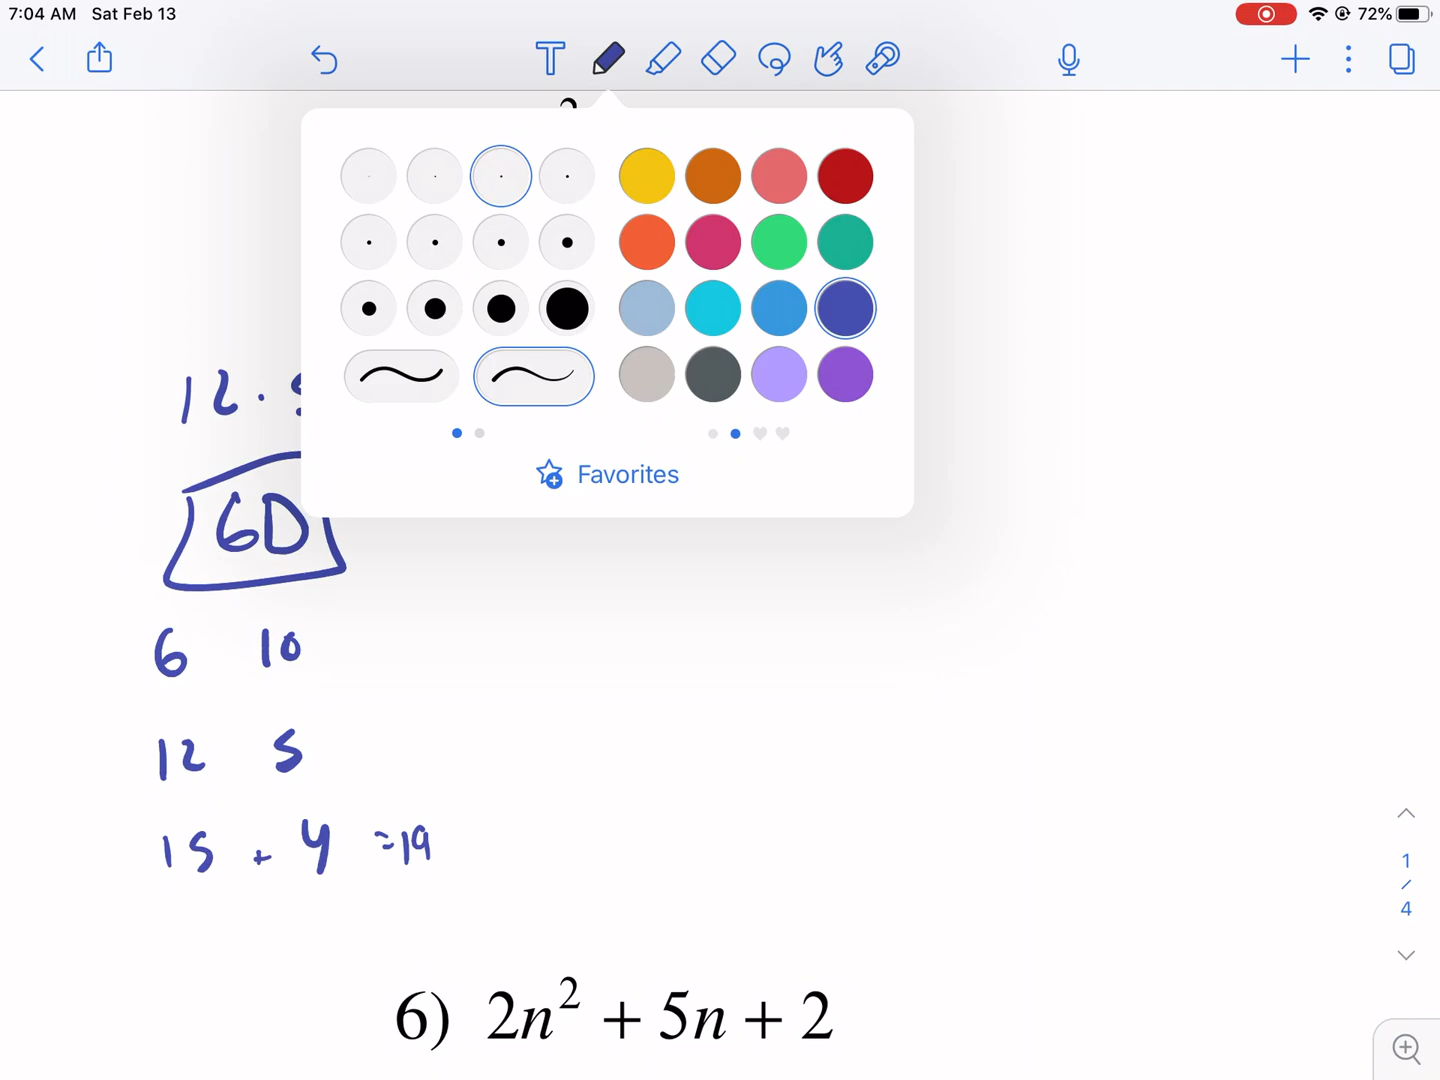 7:04 AM Sat Feb 13
72%
T
2
12 ·
Favorites
60
6 10
12 5
15 + 4 =19
1
/
4
6) 2n² + 5n + 2